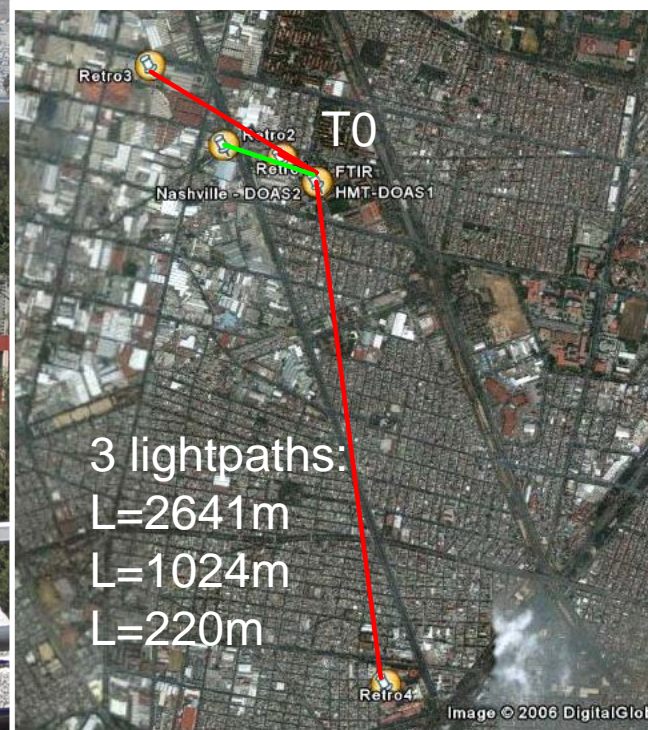 Retro3
T0
Retro2
Retro
FTIR
Nashville - DOAS2
HMT-DOAS1
3 lightpaths:
L=2641m
L=1024m
L=220m
Retro4
Image © 2006 DigitalGlob